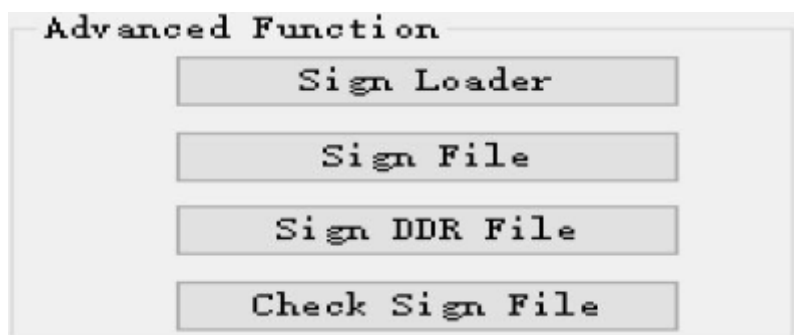 Advanced Function
Sign Loader
Sign File
Sign DDR File
Check Sign File